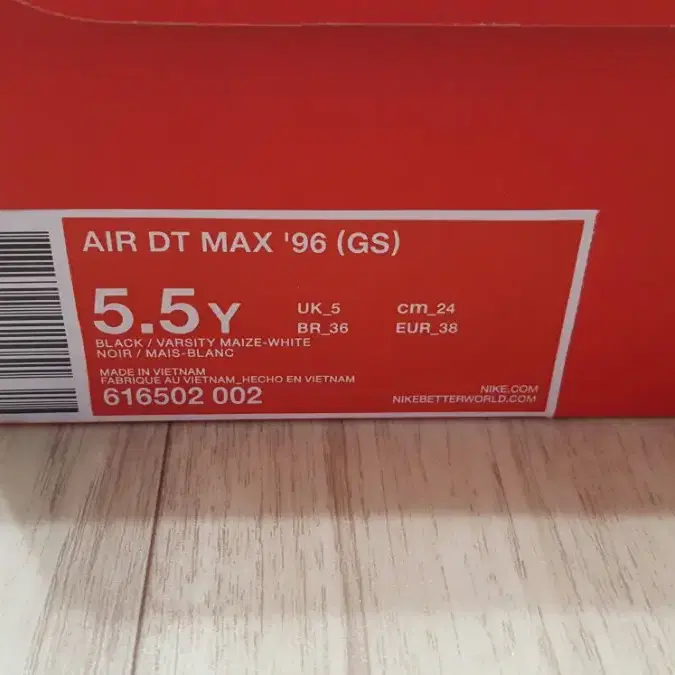 AIR DT MAX '96 (GS)
5.5Y
UK_5 cm_24
BR_36 EUR_38
BLACK / VARSITY MAIZE-WHITE
NOIR / MAIS-BLANC
MADE IN VIETNAM
FABRIQUE AU VIETNAM_HECHO EN VIETNAM
616502 002
NIKE.COM
NIKEBETTERWORLD.COM